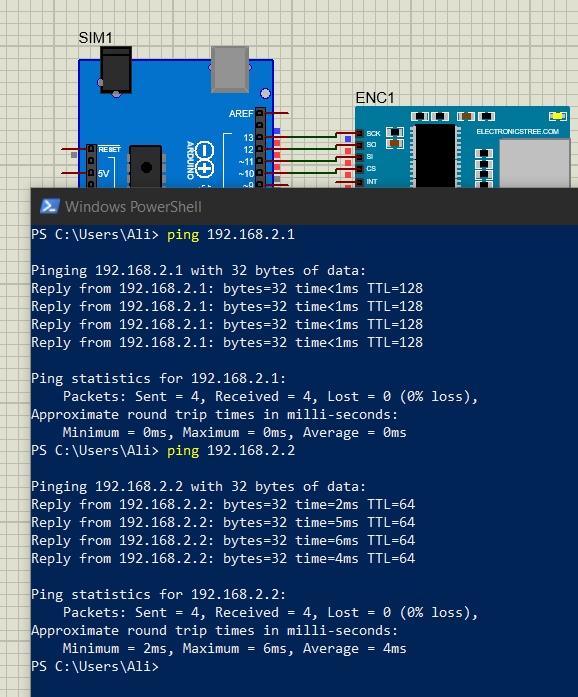 SIM1
ENC1
AREF
13
SCK
ELECTRONICSTREE.COM
12
SO
RESET
ARDUINO
~11
SI
5V
~10
CS
~9
INT
Windows PowerShell
PS C:\Users\Ali> ping 192.168.2.1
Pinging 192.168.2.1 with 32 bytes of data:
Reply from 192.168.2.1: bytes=32 time<1ms TTL=128
Reply from 192.168.2.1: bytes=32 time<1ms TTL=128
Reply from 192.168.2.1: bytes=32 time<1ms TTL=128
Reply from 192.168.2.1: bytes=32 time<1ms TTL=128
Ping statistics for 192.168.2.1:
    Packets: Sent = 4, Received = 4, Lost = 0 (0% loss),
Approximate round trip times in milli-seconds:
    Minimum = 0ms, Maximum = 0ms, Average = 0ms
PS C:\Users\Ali> ping 192.168.2.2
Pinging 192.168.2.2 with 32 bytes of data:
Reply from 192.168.2.2: bytes=32 time=2ms TTL=64
Reply from 192.168.2.2: bytes=32 time=5ms TTL=64
Reply from 192.168.2.2: bytes=32 time=6ms TTL=64
Reply from 192.168.2.2: bytes=32 time=4ms TTL=64
Ping statistics for 192.168.2.2:
    Packets: Sent = 4, Received = 4, Lost = 0 (0% loss),
Approximate round trip times in milli-seconds:
    Minimum = 2ms, Maximum = 6ms, Average = 4ms
PS C:\Users\Ali>